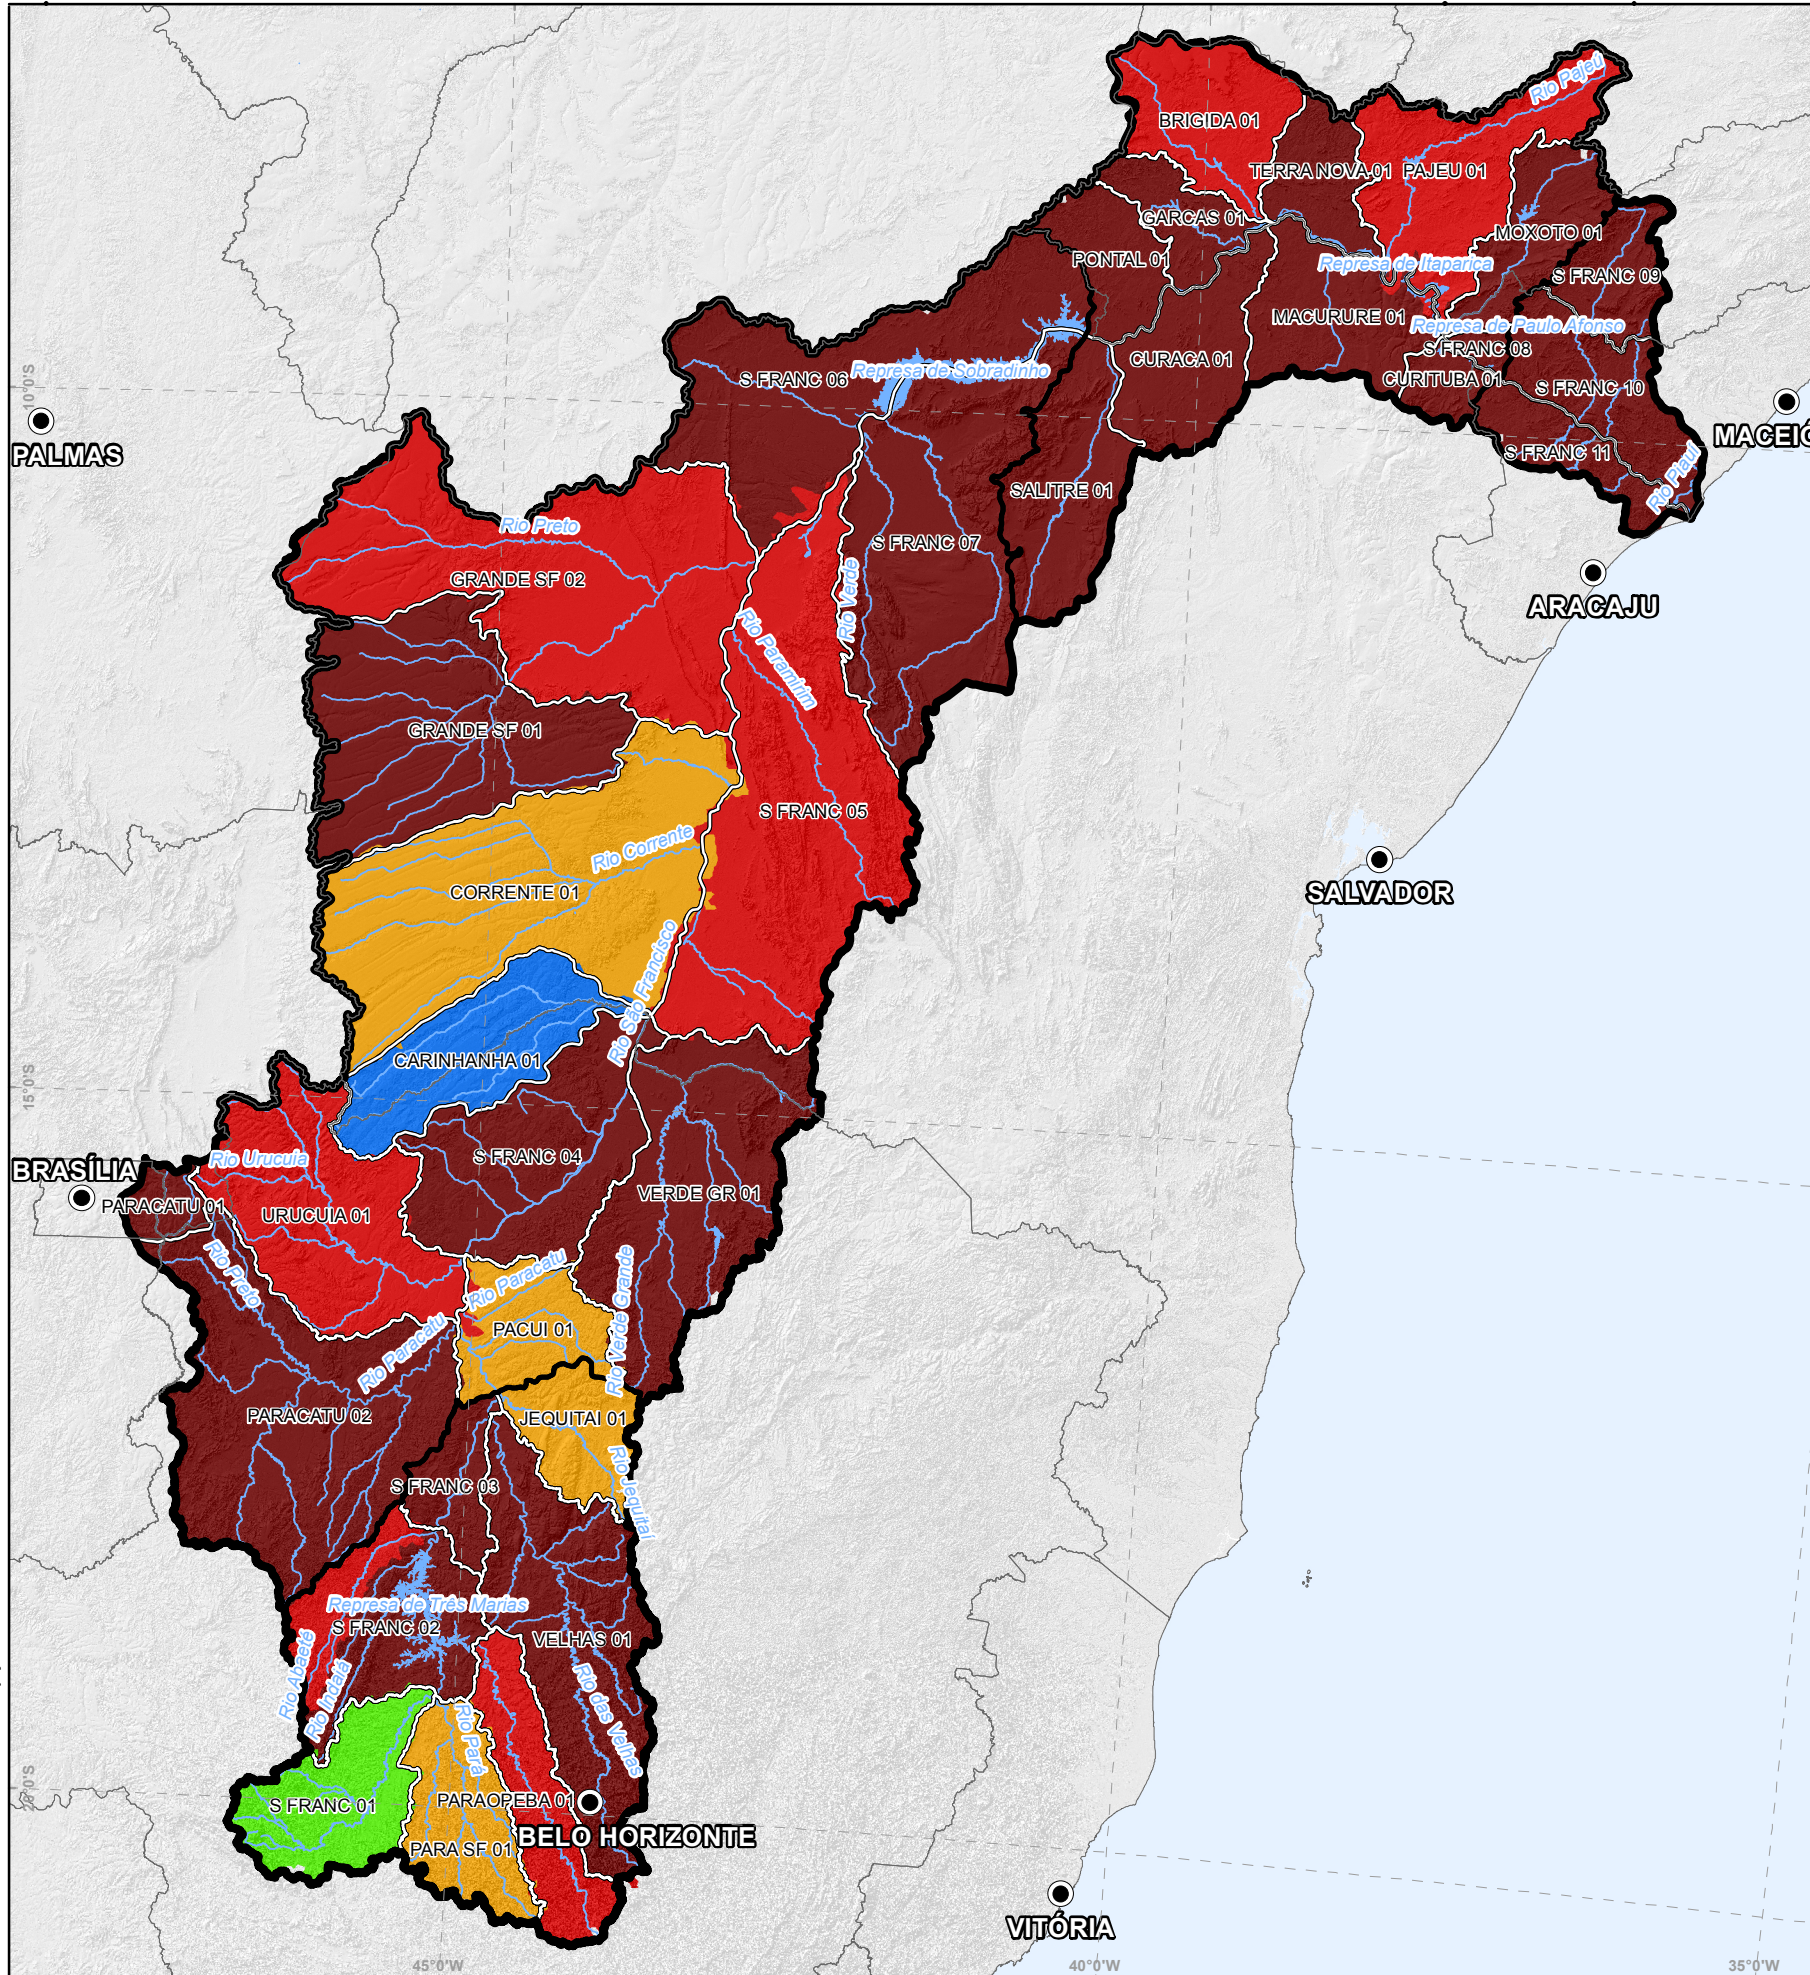 Rio Pajeú
BRIGIDA 01
TERRA NOVA 01
PAJEU 01
GARCAS 01
MOXOTO 01
PONTAL 01
Represa de Itaparica
S FRANC 09
MACURURE 01
Represa de Paulo Afonso
S FRANC 08
CURACA 01
Represa de Sobradinho
S FRANC 06
CURITUBA 01
S FRANC 10
10°0'S
PALMAS
MACEIÓ
S FRANC 11
Rio Piauí
SALITRE 01
Rio Preto
S FRANC 07
GRANDE SF 02
Rio Verde
ARACAJU
Rio Paramirim
GRANDE SF 01
S FRANC 05
Rio Corrente
CORRENTE 01
SALVADOR
Rio São Francisco
CARINHANHA 01
15°0'S
S FRANC 04
Rio Urucuia
BRASÍLIA
VERDE GR 01
PARACATU 01
URUCUIA 01
Rio Preto
Rio Paracatu
Rio Verde Grande
PACUI 01
Rio Paracatu
PARACATU 02
JEQUITAI 01
S FRANC 03
Rio Jequitaí
Represa de Três Marias
S FRANC 02
VELHAS 01
Rio Abaeté
Rio Indaiá
Rio das Velhas
Rio Pará
20°0'S
S FRANC 01
PARAOPEBA 01
BELO HORIZONTE
PARA SF 01
VITÓRIA
45°0'W
40°0'W
35°0'W